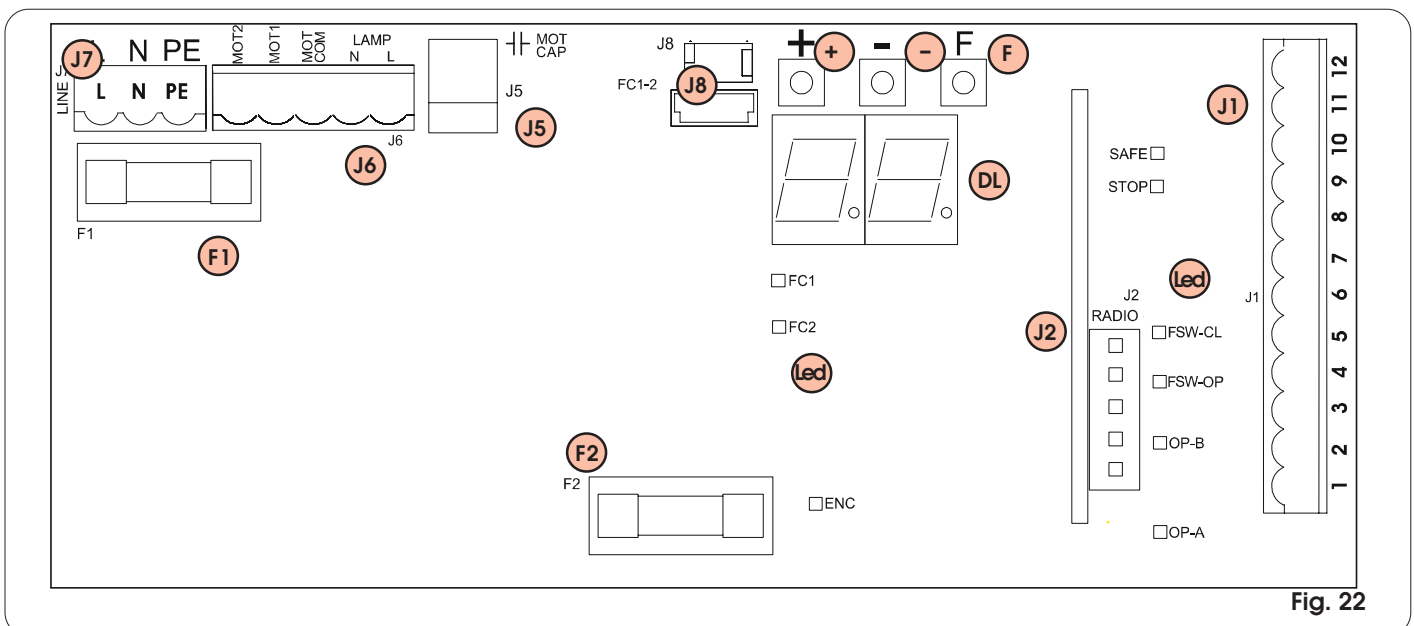 L N PE
J7
J7
LINE
L N PE
MOT2
MOT1
MOT COM
LAMP
N L
J6
J6
MOT CAP
J5
J5
J8
FC1-2
J8
+ +
- -
F F
DL
F1
F1
FC1
FC2
Led
F2
F2
ENC
SAFE
STOP
Led
J2
RADIO
J2
FSW-CL
FSW-OP
OP-B
OP-A
J1
J1
12
11
10
9
8
7
6
5
4
3
2
1
Fig. 22